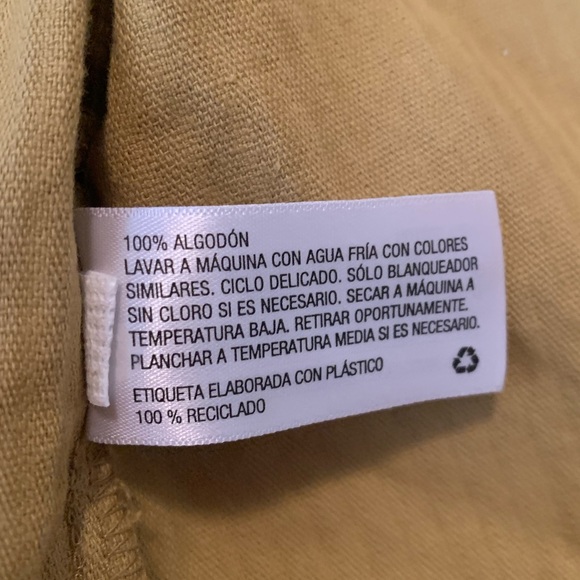 100% ALGODÓN
LAVAR A MÁQUINA CON AGUA FRÍA CON COLORES
SIMILARES. CICLO DELICADO. SÓLO BLANQUEADOR
SIN CLORO SI ES NECESARIO. SECAR A MÁQUINA A
TEMPERATURA BAJA. RETIRAR OPORTUNAMENTE.
PLANCHAR A TEMPERATURA MEDIA SI ES NECESARIO.
ETIQUETA ELABORADA CON PLÁSTICO
100 % RECICLADO